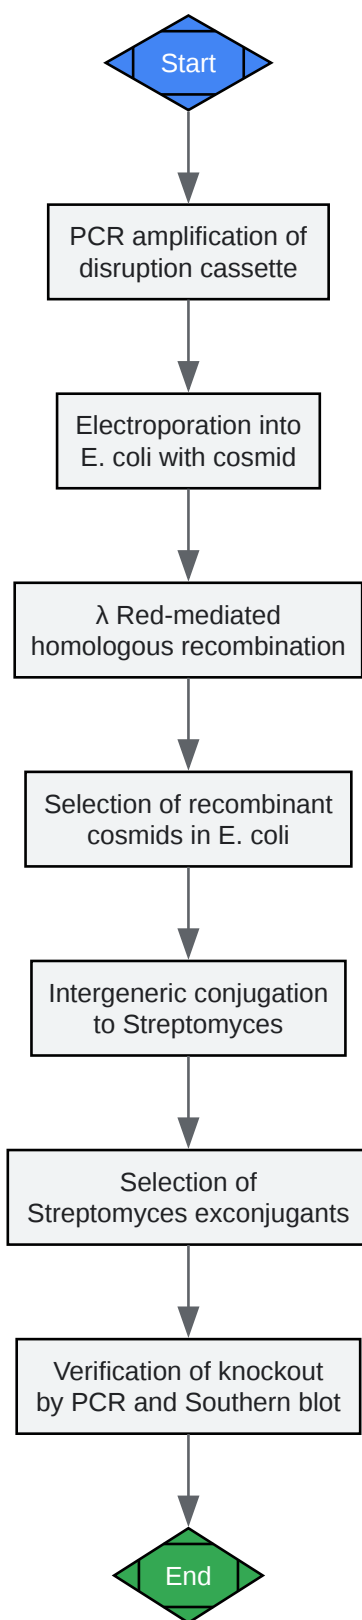 Start
PCR amplification of
disruption cassette
Electroporation into
E. coli with cosmid
λ Red-mediated
homologous recombination
Selection of recombinant
cosmids in E. coli
Intergeneric conjugation
to Streptomyces
Selection of
Streptomyces exconjugants
Verification of knockout
by PCR and Southern blot
End